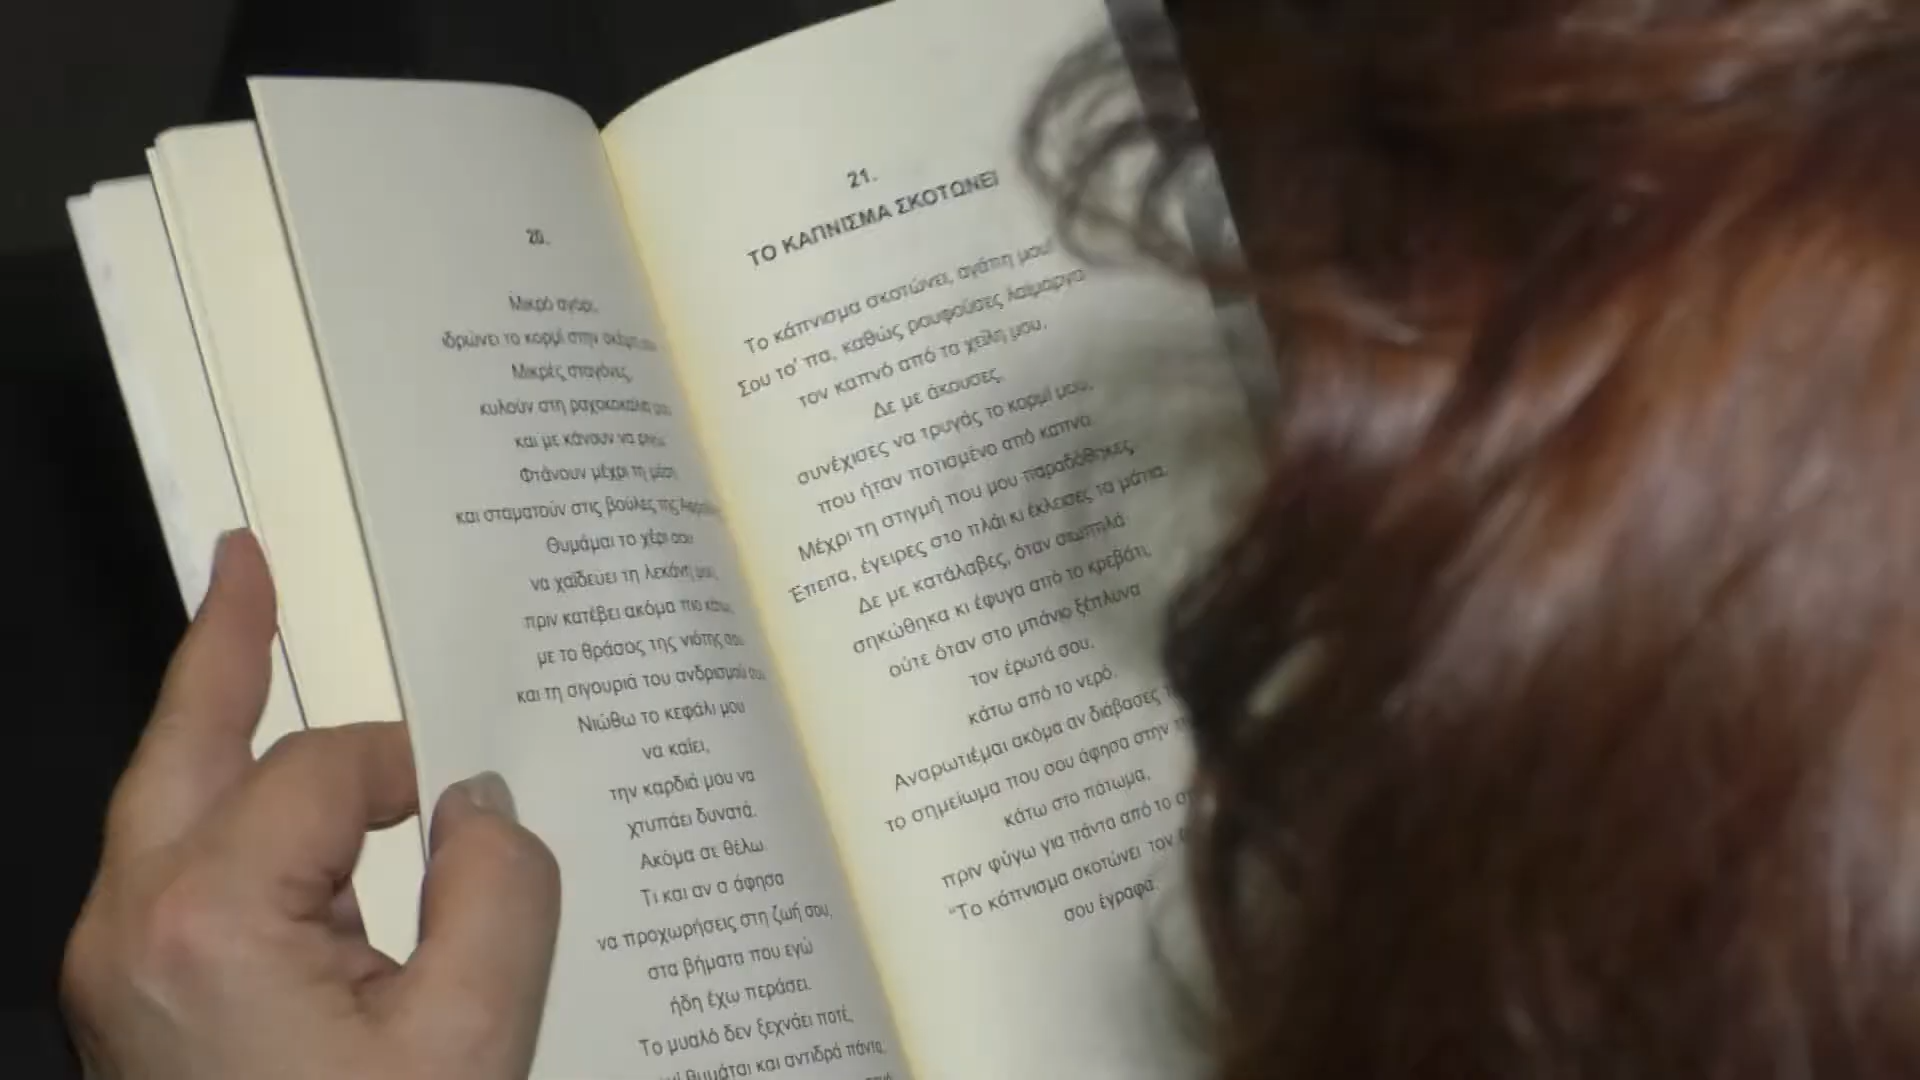 20.
Μικρό αγόρι,
ιδρώνει το κορμί στην σκέψη
Μικρές σταγόνες,
κυλούν στη ραχοκοκαλιά μου
και με κάνουν να
Φτάνουν μέχρι τη μέση
και σταματούν στις βούλες της
Θυμάμαι το χέρι σου
να χαϊδεύει τη λεκάνη μου,
πριν κατέβει ακόμα πιο κάτω,
με το θράσος της νιότης σου
και τη σιγουριά του ανδρισμού σου
Νιώθω το κεφάλι μου
να καίει,
την καρδιά μου να
χτυπάει δυνατά.
Ακόμα σε θέλω.
Τι και αν σ άφησα
να προχωρήσεις στη ζωή σου,
στα βήματα που εγώ
ήδη έχω περάσει.
Το μυαλό δεν ξεχνάει ποτέ,
θυμάται και αντιδρά πάντα,
21.
ΤΟ ΚΑΠΝΙΣΜΑ ΣΚΟΤΩΝΕΙ
Το κάπνισμα σκοτώνει, αγάπη μου!
Σου το' πα, καθώς ρουφούσες λαίμαργα
τον καπνό από τα χείλη μου,
Δε με άκουσες,
συνέχισες να τρυγάς το κορμί μου,
που ήταν ποτισμένο από καπνο.
Μέχρι τη στιγμή που μου παραδόθηκες,
Έπειτα, έγειρες στο πλάι κι έκλεισες τα μάτια.
Δε με κατάλαβες, όταν σιωπηλά
σηκώθηκα κι έφυγα από το κρεβάτι,
ούτε όταν στο μπάνιο ξέπλυνα
τον έρωτά σου,
κάτω από το νερό.
Αναρωτιέμαι ακόμα αν διάβασες
το σημείωμα που σου άφησα στην
κάτω στο πάτωμα,
πριν φύγω για πάντα από το
"Το κάπνισμα σκοτώνει τον
σου έγραφα.